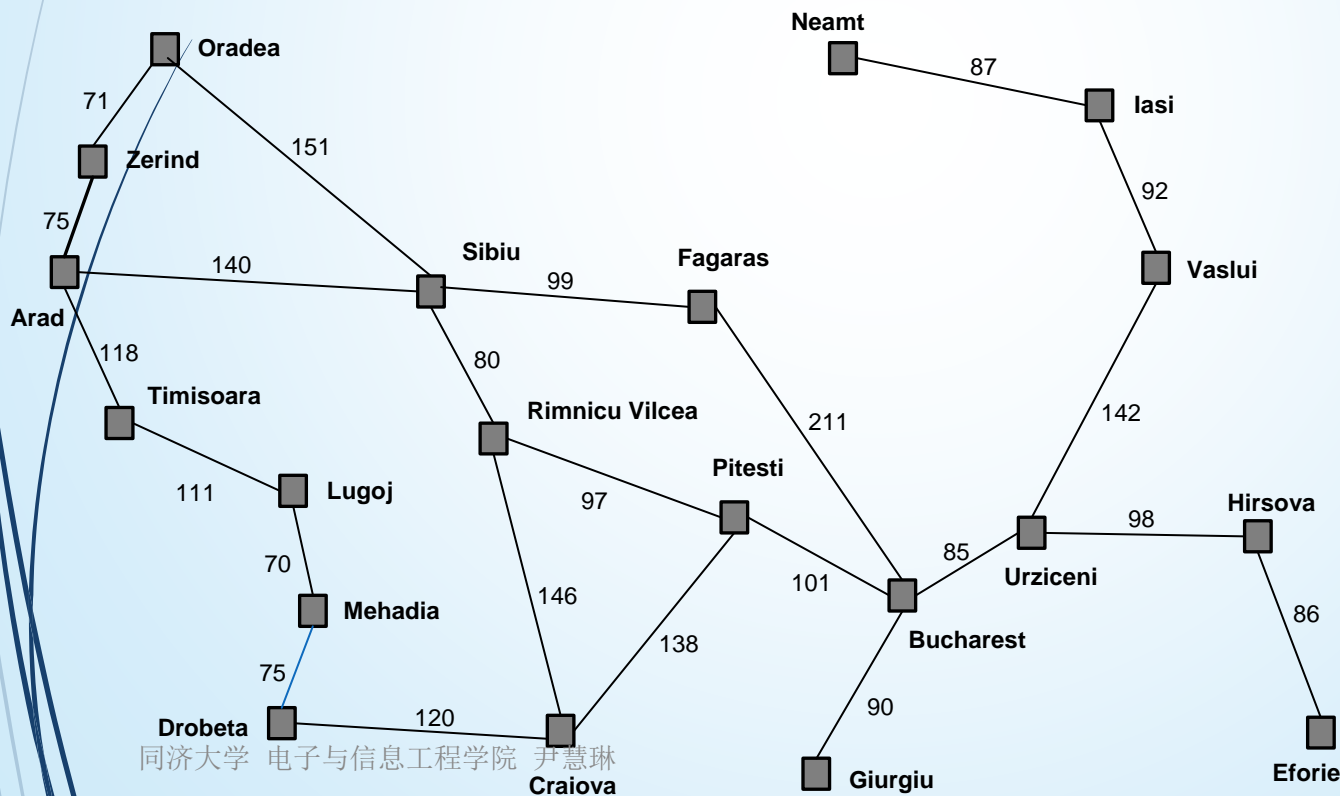 Neamt
Oradea
87
Iasi
71
151
Zerind
92
75
Sibiu
Fagaras
Vaslui
140
99
Arad
118
80
Timisoara
Rimnicu Vilcea
211
142
Pitesti
111
Lugoj
97
Hirsova
98
70
101
85
Urziceni
146
Mehadia
138
Bucharest
86
75
90
Drobeta
120
同济大学 电子与信息工程学院 尹慧琳
Craiova
Giurgiu
Eforie